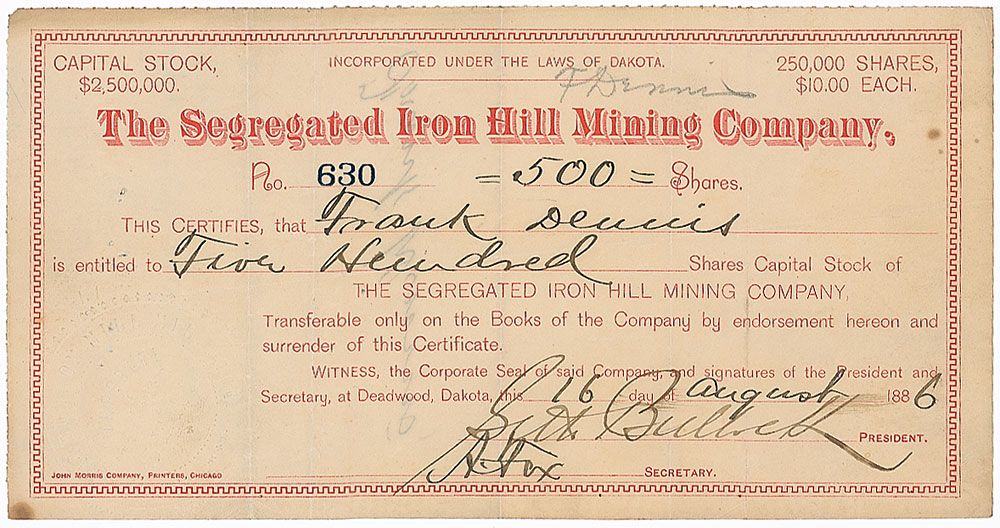 CAPITAL STOCK,
$2,500,000.
INCORPORATED UNDER THE LAWS OF DAKOTA.
250,000 SHARES,
$10.00 EACH.
F Dennis
The Segregated Iron Hill Mining Company.
No. 630 =500= Shares.
THIS CERTIFIES, that Frank Dennis
is entitled to Five Hundred Shares Capital Stock of
THE SEGREGATED IRON HILL MINING COMPANY,
Transferable only on the Books of the Company by endorsement hereon and
surrender of this Certificate.
WITNESS, the Corporate Seal of said Company, and signatures of the President and
Secretary, at Deadwood, Dakota, this 16 day of August 1886
Seth Bullock PRESIDENT.
A. Fox SECRETARY.
JOHN MORRIS COMPANY, PRINTERS, CHICAGO